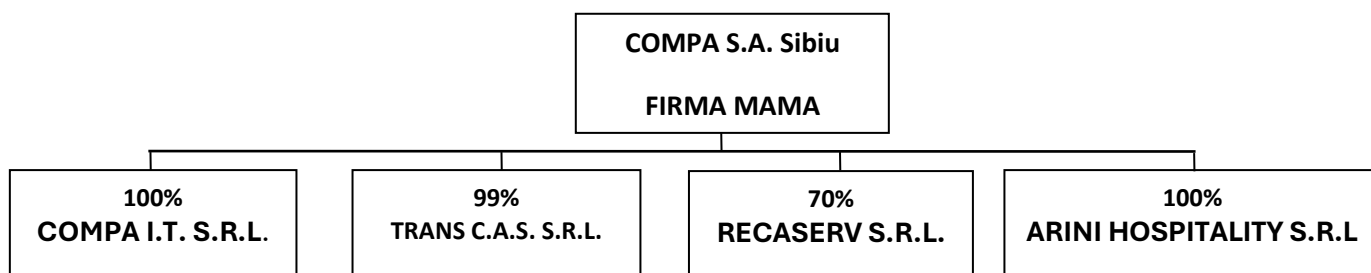 COMPA S.A. Sibiu
FIRMA MAMA
100%
COMPA I.T. S.R.L.
99%
TRANS C.A.S. S.R.L.
70%
RECASERV S.R.L.
100%
ARINI HOSPITALITY S.R.L